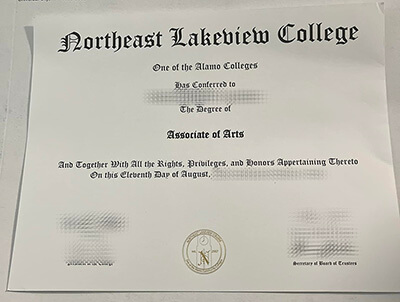 Northeast Lakeview College
One of the Alamo Colleges
Has Conferred to
The Degree of
Associate of Arts
And Together With All the Rights, Privileges, and Honors Appertaining Thereto
On this Eleventh Day of August,
N
Secretary of Board of Trustees